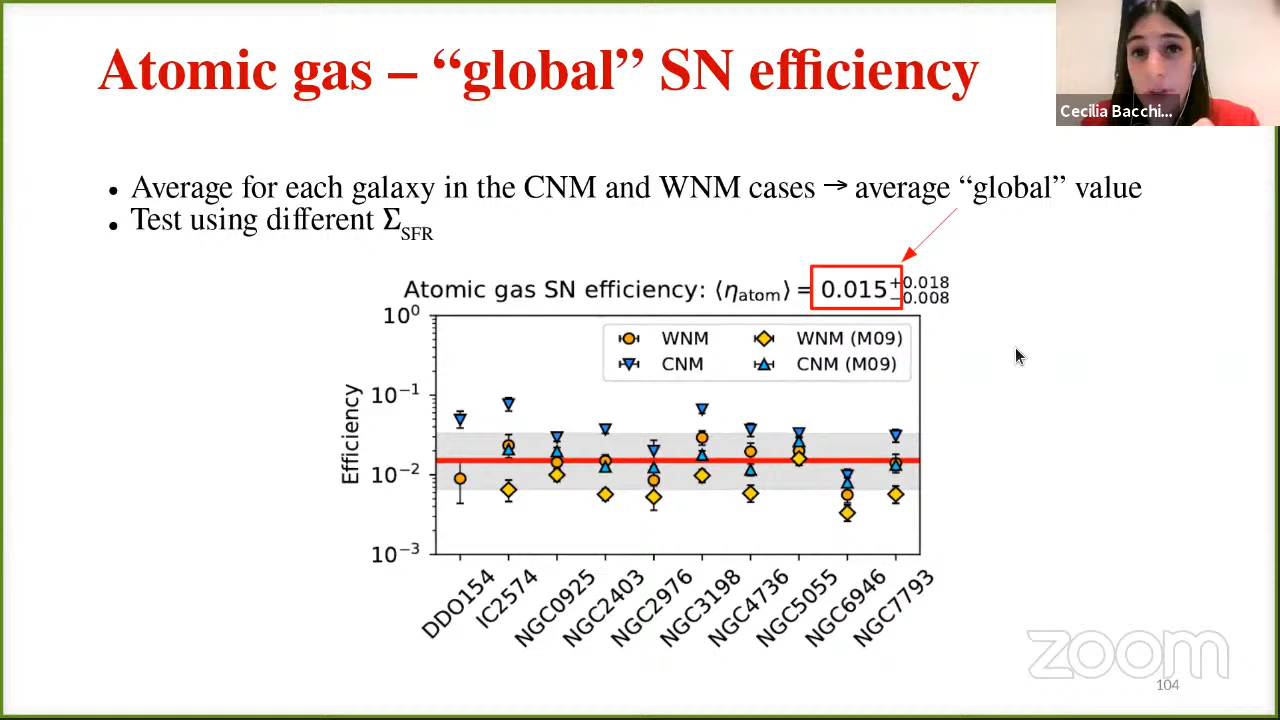 Atomic gas – “global” SN efficiency
Cecilia Bacchi...
• Average for each galaxy in the CNM and WNM cases → average “global” value
• Test using different ΣSFR
Atomic gas SN efficiency: ⟨ηatom⟩ = 0.015+0.018−0.008
WNM
WNM (M09)
CNM
CNM (M09)
Efficiency
10⁰
10⁻¹
10⁻²
10⁻³
DDO154
IC2574
NGC0925
NGC2403
NGC2976
NGC3198
NGC4736
NGC5055
NGC6946
NGC7793
zoom
104